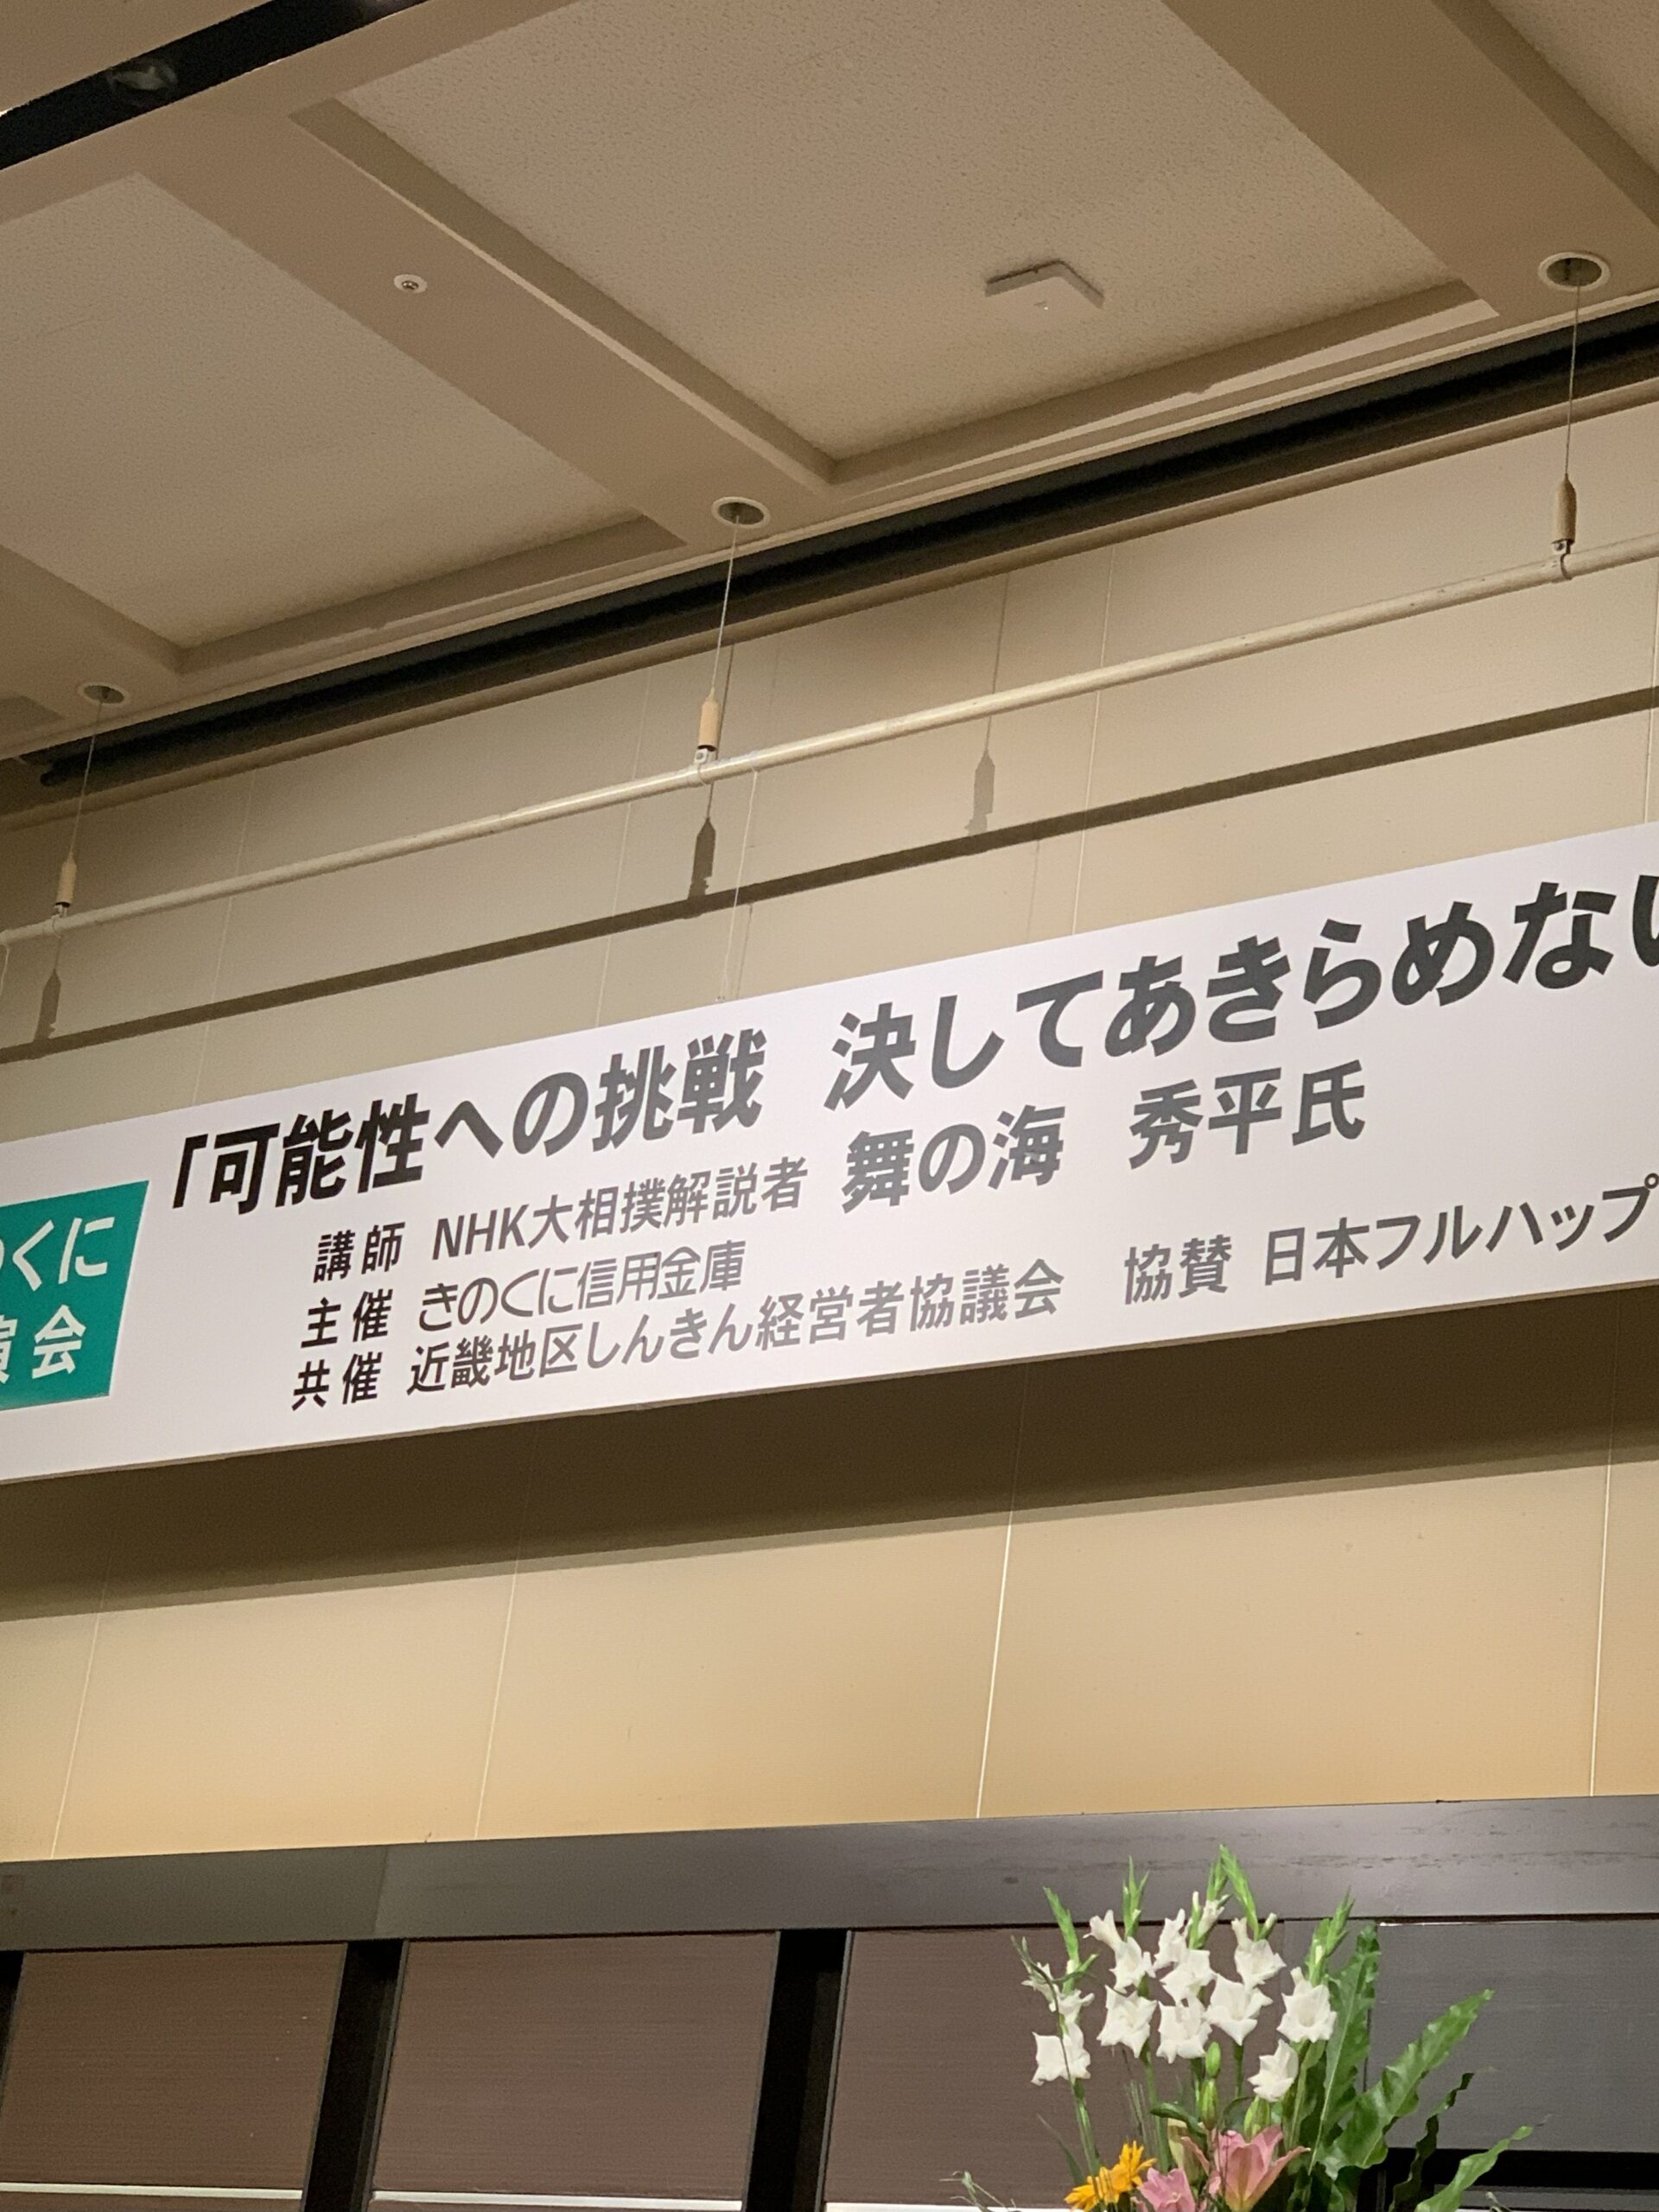 のくに
演会
「可能性への挑戦 決してあきらめない
講師 NHK大相撲解説者 舞の海 秀平氏
主催 きのくに信用金庫
共催 近畿地区しんきん経営者協議会 協賛 日本フルハップ